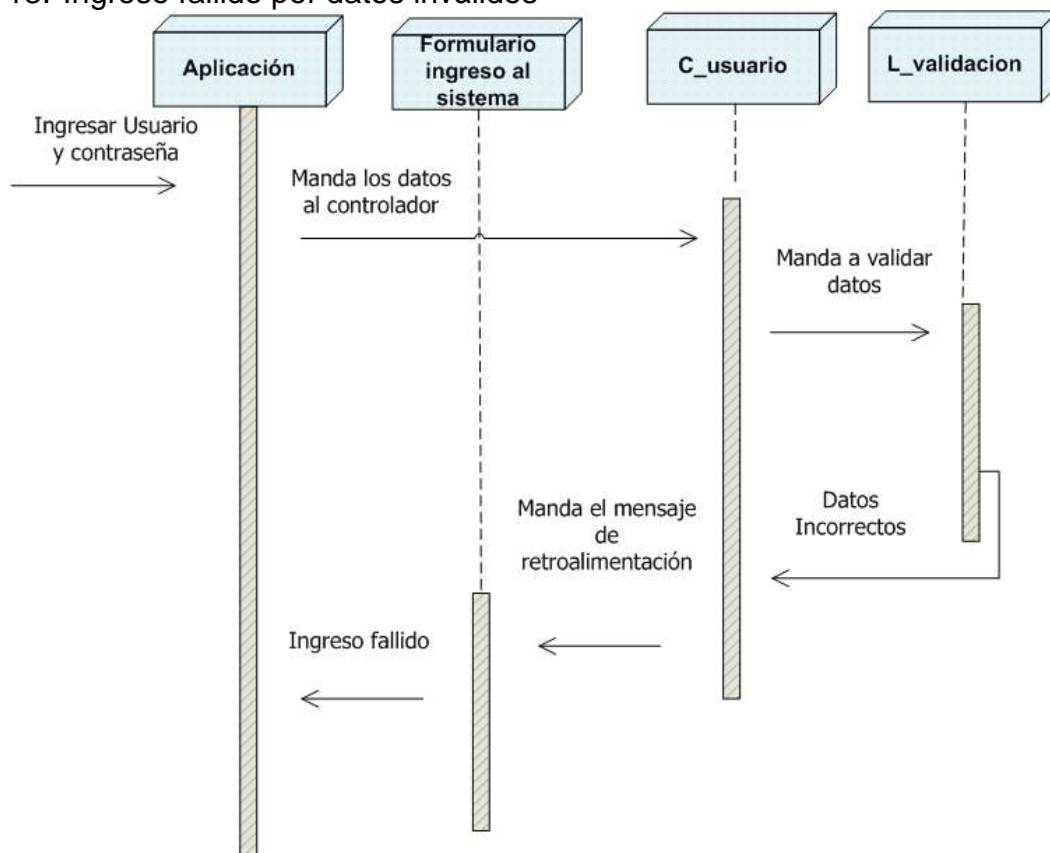 Ingreso fallido por datos inválidos
Aplicación
Formulario
ingreso al
sistema
C_usuario
L_validacion
Ingresar Usuario
y contraseña
Manda los datos
al controlador
Manda a validar
datos
Datos
Incorrectos
Manda el mensaje
de
retroalimentación
Ingreso fallido